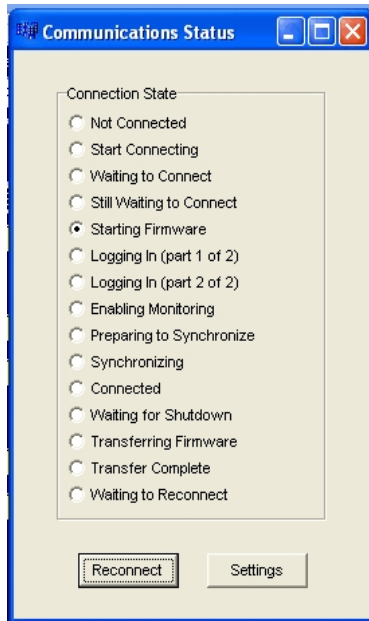 Communications Status
Connection State
Not Connected
Start Connecting
Waiting to Connect
Still Waiting to Connect
Starting Firmware
Logging In (part 1 of 2)
Logging In (part 2 of 2)
Enabling Monitoring
Preparing to Synchronize
Synchronizing
Connected
Waiting for Shutdown
Transferring Firmware
Transfer Complete
Waiting to Reconnect
Reconnect Settings